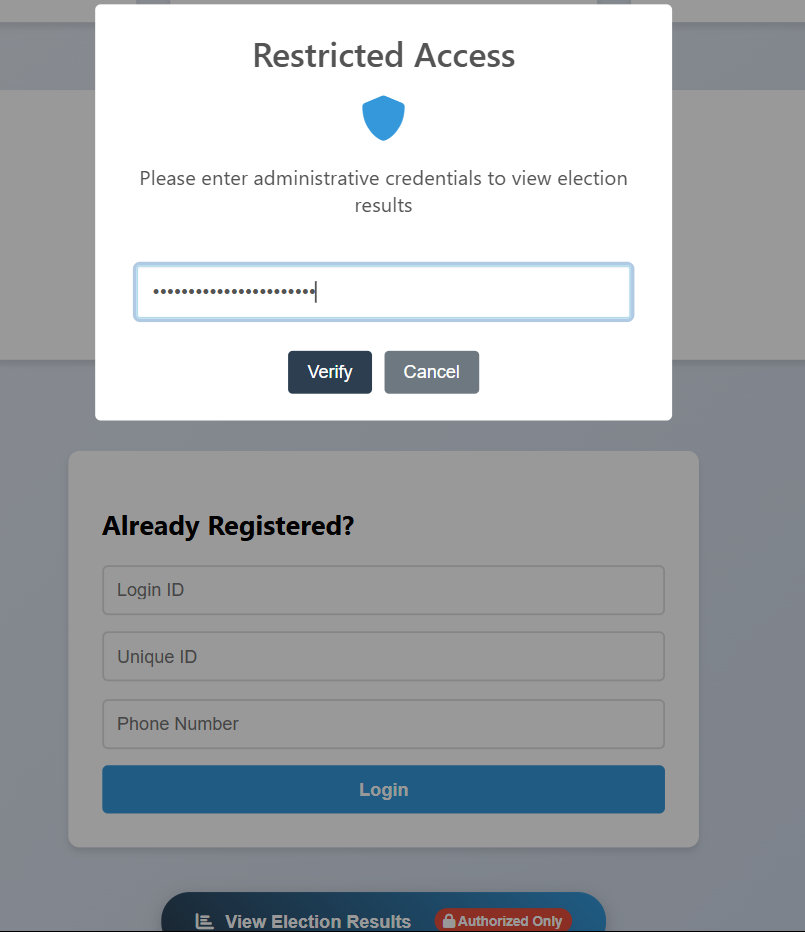 Restricted Access
Please enter administrative credentials to view election
results
•••••••••••••••••••••••
Verify
Cancel
Already Registered?
Login ID
Unique ID
Phone Number
Login
View Election Results
Authorized Only